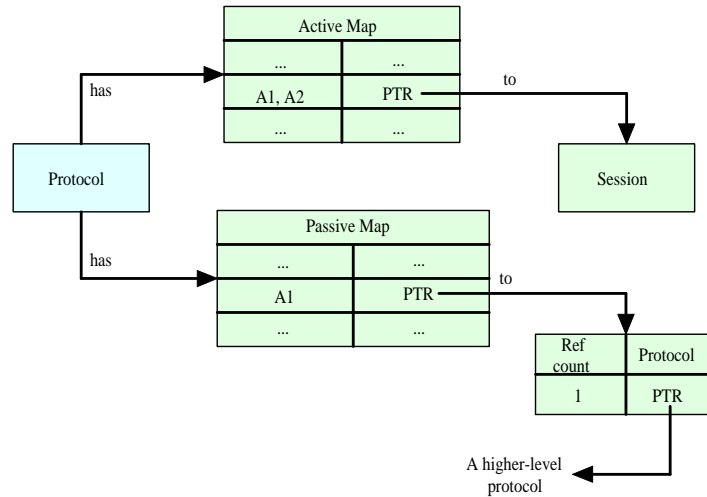 Active Map
... ...
has
A1, A2 PTR
to
... ...
Protocol
Session
Passive Map
has
... ...
to
A1 PTR
... ...
Ref
count
Protocol
1 PTR
A higher-level
protocol